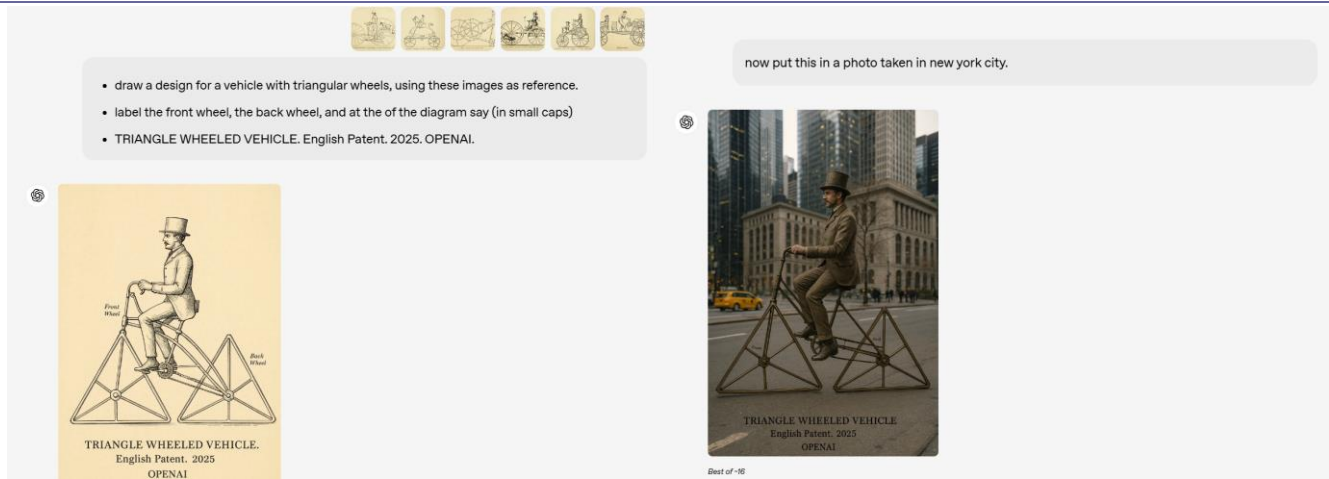 draw a design for a vehicle with triangular wheels, using these images as reference.
label the front wheel, the back wheel, and at the of the diagram say (in small caps)
TRIANGLE WHEELED VEHICLE. English Patent. 2025. OPENAI.
Front
Wheel
Back
Wheel
TRIANGLE WHEELED VEHICLE.
English Patent. 2025
OPENAI
now put this in a photo taken in new york city.
TRIANGLE WHEELED VEHICLE
English Patent. 2025
OPENAI
Best of ~16